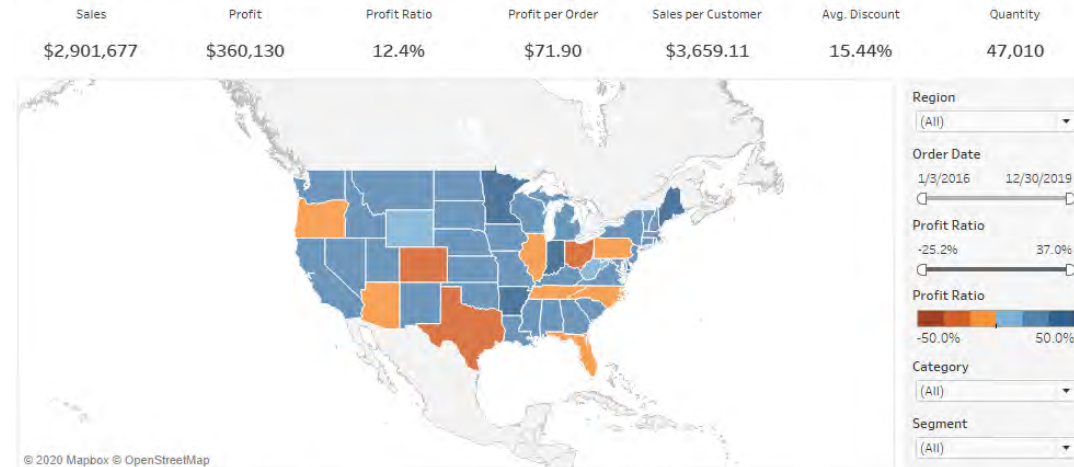 Sales Profit Profit Ratio Profit per Order Sales per Customer Avg. Discount Quantity
$2,901,677 $360,130 12.4% $71.90 $3,659.11 15.44% 47,010
Region
(All)
Order Date
1/3/2016 12/30/2019
Profit Ratio
-25.2% 37.0%
Profit Ratio
-50.0% 50.0%
Category
(All)
Segment
(All)
© 2020 Mapbox © OpenStreetMap